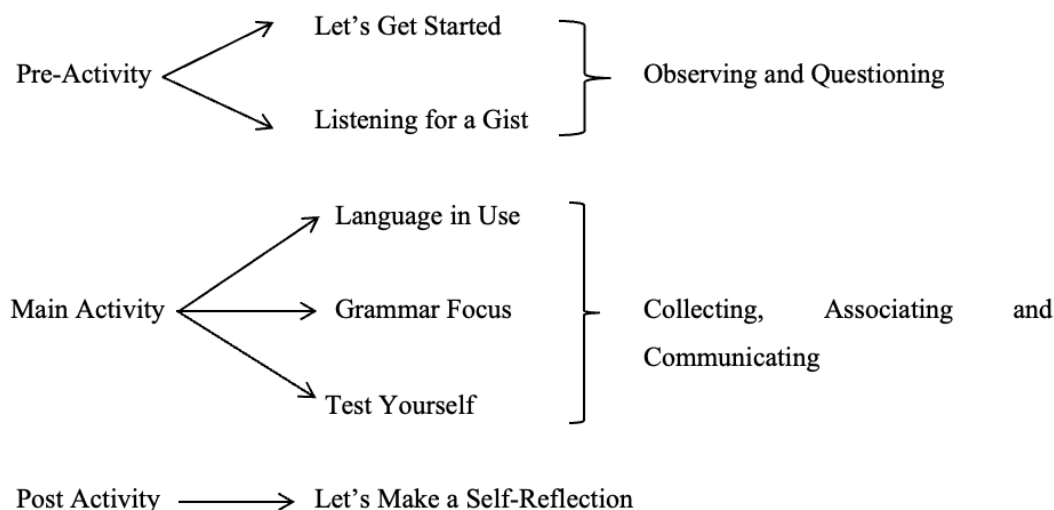 Let’s Get Started
Pre-Activity
Observing and Questioning
Listening for a Gist
Language in Use
Main Activity
Grammar Focus
Collecting, Associating and
Communicating
Test Yourself
Post Activity
Let’s Make a Self-Reflection